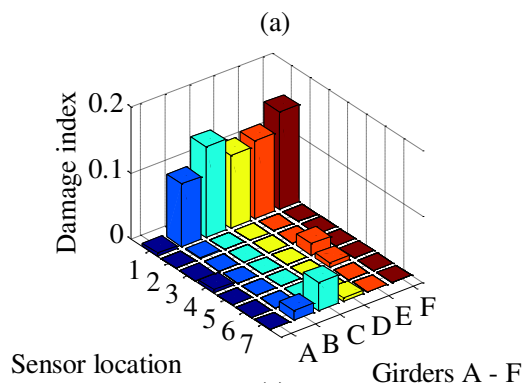 (a)
Damage index
0.2
0.1
0
1
2
3
4
5
6
7
A
B
C
D
E
F
Sensor location
Girders A - F